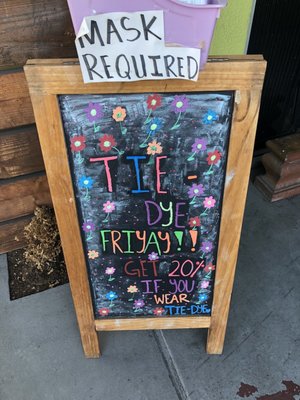 MASK
REQUIRED
TIE-
DYE
FRIYAY!!
GET 20%
IF YOU
WEAR
TIE-DYE